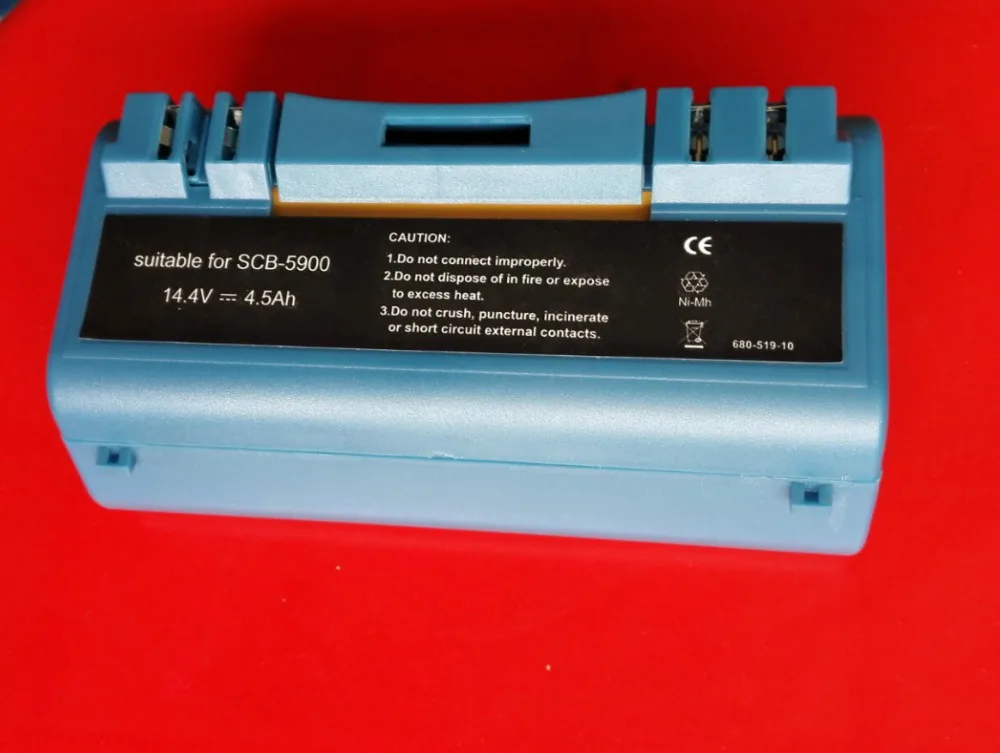 suitable for SCB-5900
14.4V ⎓ 4.5Ah
CAUTION:
1.Do not connect improperly.
2.Do not dispose of in fire or expose
to excess heat.
3.Do not crush, puncture, incinerate
or short circuit external contacts.
CE
Ni-Mh
680-519-10